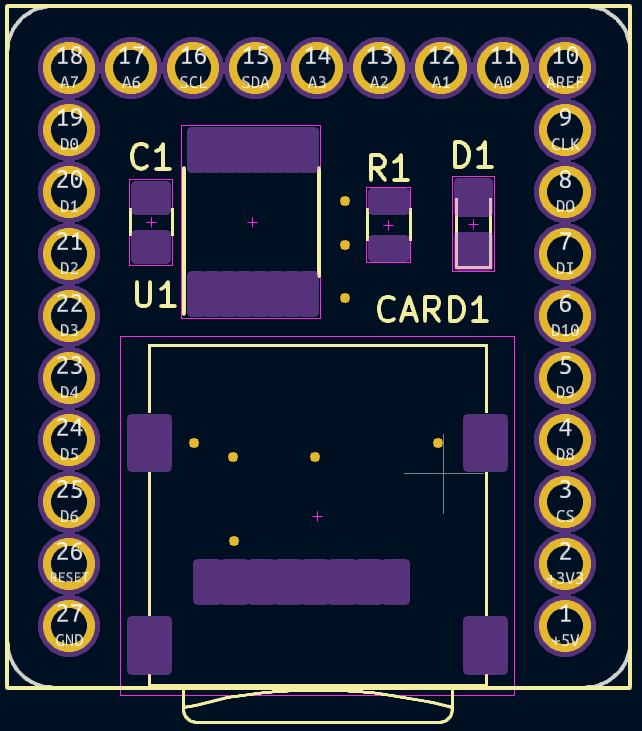 18 17 16 15 14 13 12 11 10
A7 A6 SCL SDA A3 A2 A1 A0 AREF
19 9
D0 CLK
C1 R1 D1
20 8
D1 DO
21 7
D2 DI
U1 CARD1
22 6
D3 D10
23 5
D4 D9
24 4
D5 D8
25 3
D6 CS
26 2
RESET +3V3
27 1
GND +5V